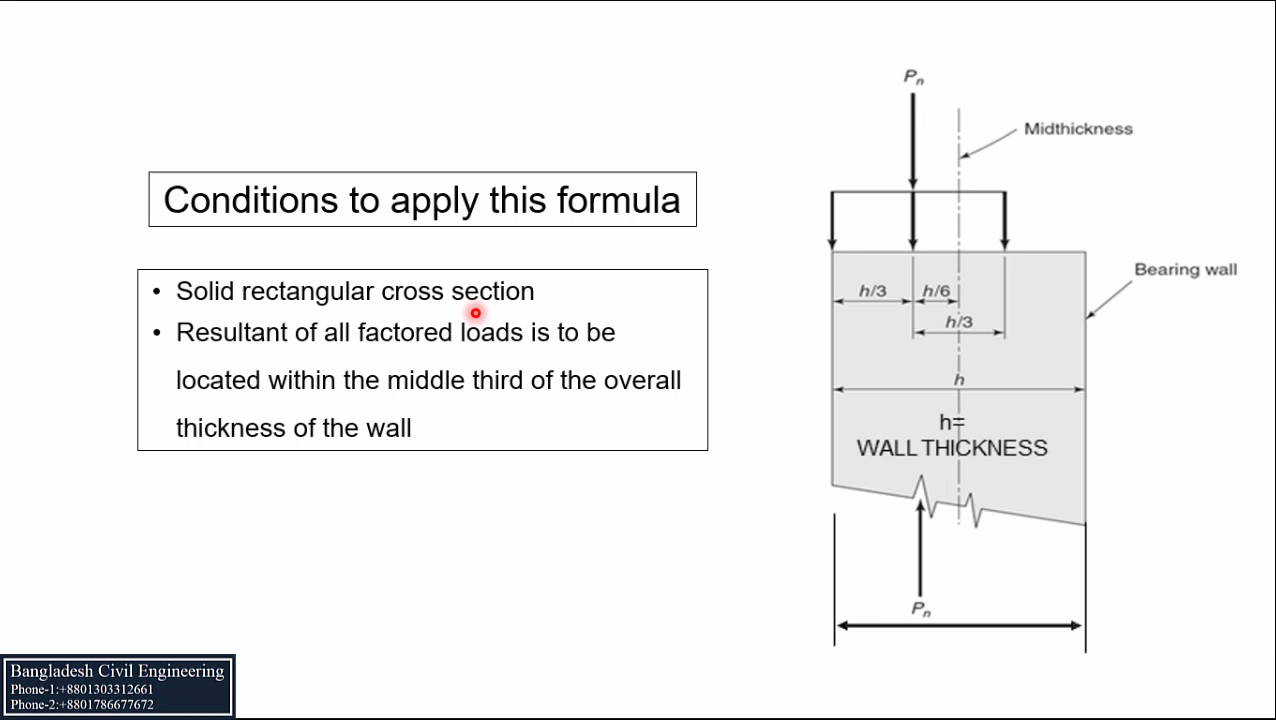 Conditions to apply this formula
• Solid rectangular cross section
• Resultant of all factored loads is to be
located within the middle third of the overall
thickness of the wall
Pn
Midthickness
Bearing wall
h/3
h/6
h/3
h
h=
WALL THICKNESS
Pn
Bangladesh Civil Engineering
Phone-1:+8801303312661
Phone-2:+8801786677672